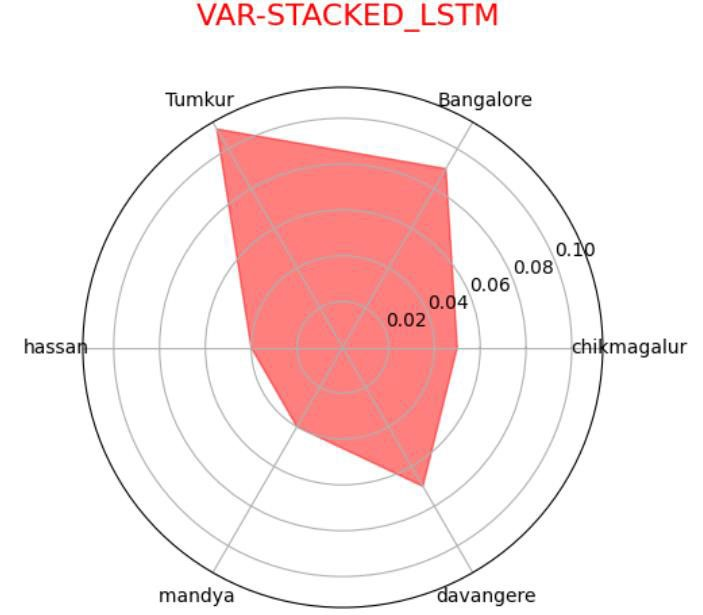 VAR-STACKED_LSTM
Tumkur
Bangalore
0.10
0.08
0.06
0.04
0.02
hassan
chikmagalur
mandya
davangere